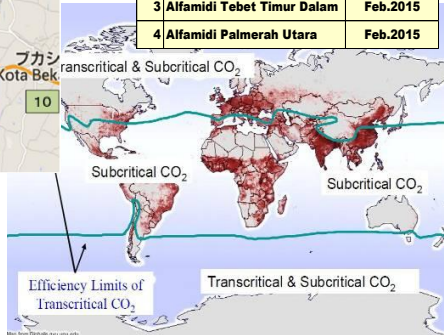 3 Alfamidi Tebet Timur Dalam Feb.2015
4 Alfamidi Palmerah Utara Feb.2015
ブカシ
Kota Bek
10
Transcritical & Subcritical CO2
Subcritical CO2
Subcritical CO2
Efficiency Limits of
Transcritical CO2
Transcritical & Subcritical CO2